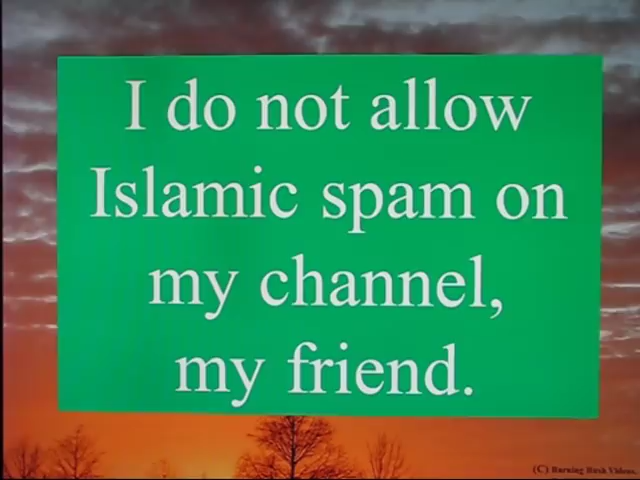 I do not allow
Islamic spam on
my channel,
my friend.
(C) Burning Bush Videos.